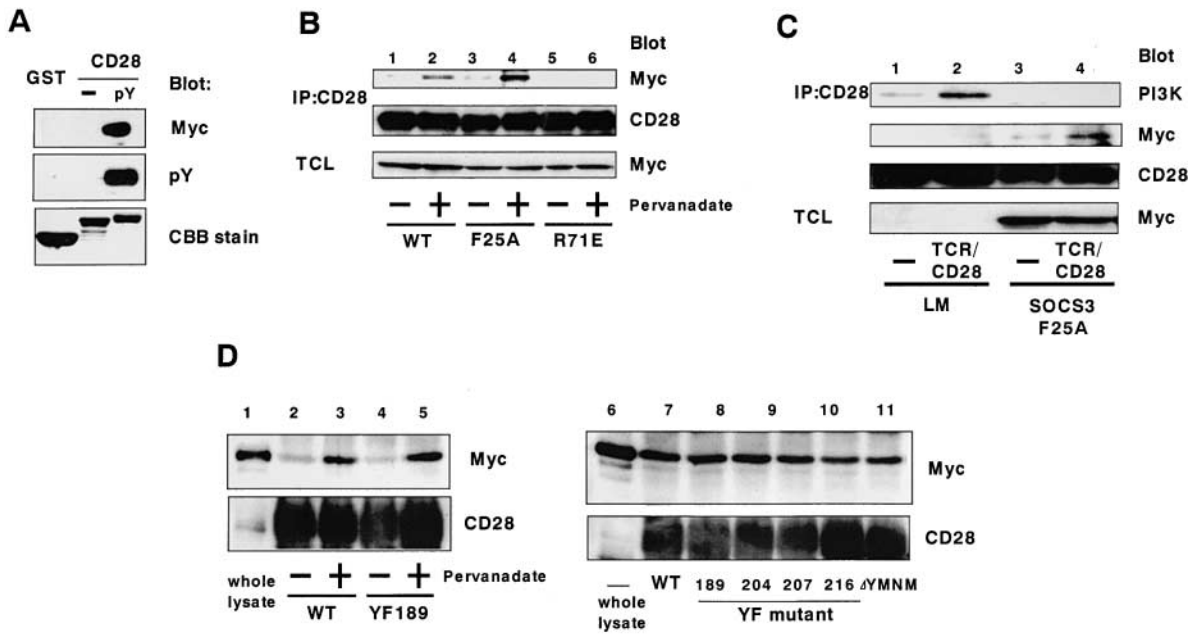 A
CD28
GST
Blot:
− pY
Myc
pY
CBB stain
B
1 2 3 4 5 6
Blot
IP:CD28
Myc
CD28
TCL
Myc
− + − + − + Pervanadate
WT F25A R71E
C
1 2 3 4
Blot
IP:CD28
PI3K
Myc
CD28
TCL
Myc
− TCR/ CD28 − TCR/ CD28
LM
SOCS3
F25A
D
1 2 3 4 5
Myc
CD28
whole lysate
− + − + Pervanadate
WT YF189
6 7 8 9 10 11
Myc
CD28
− whole lysate
WT 189 204 207 216 ΔYMNM
YF mutant